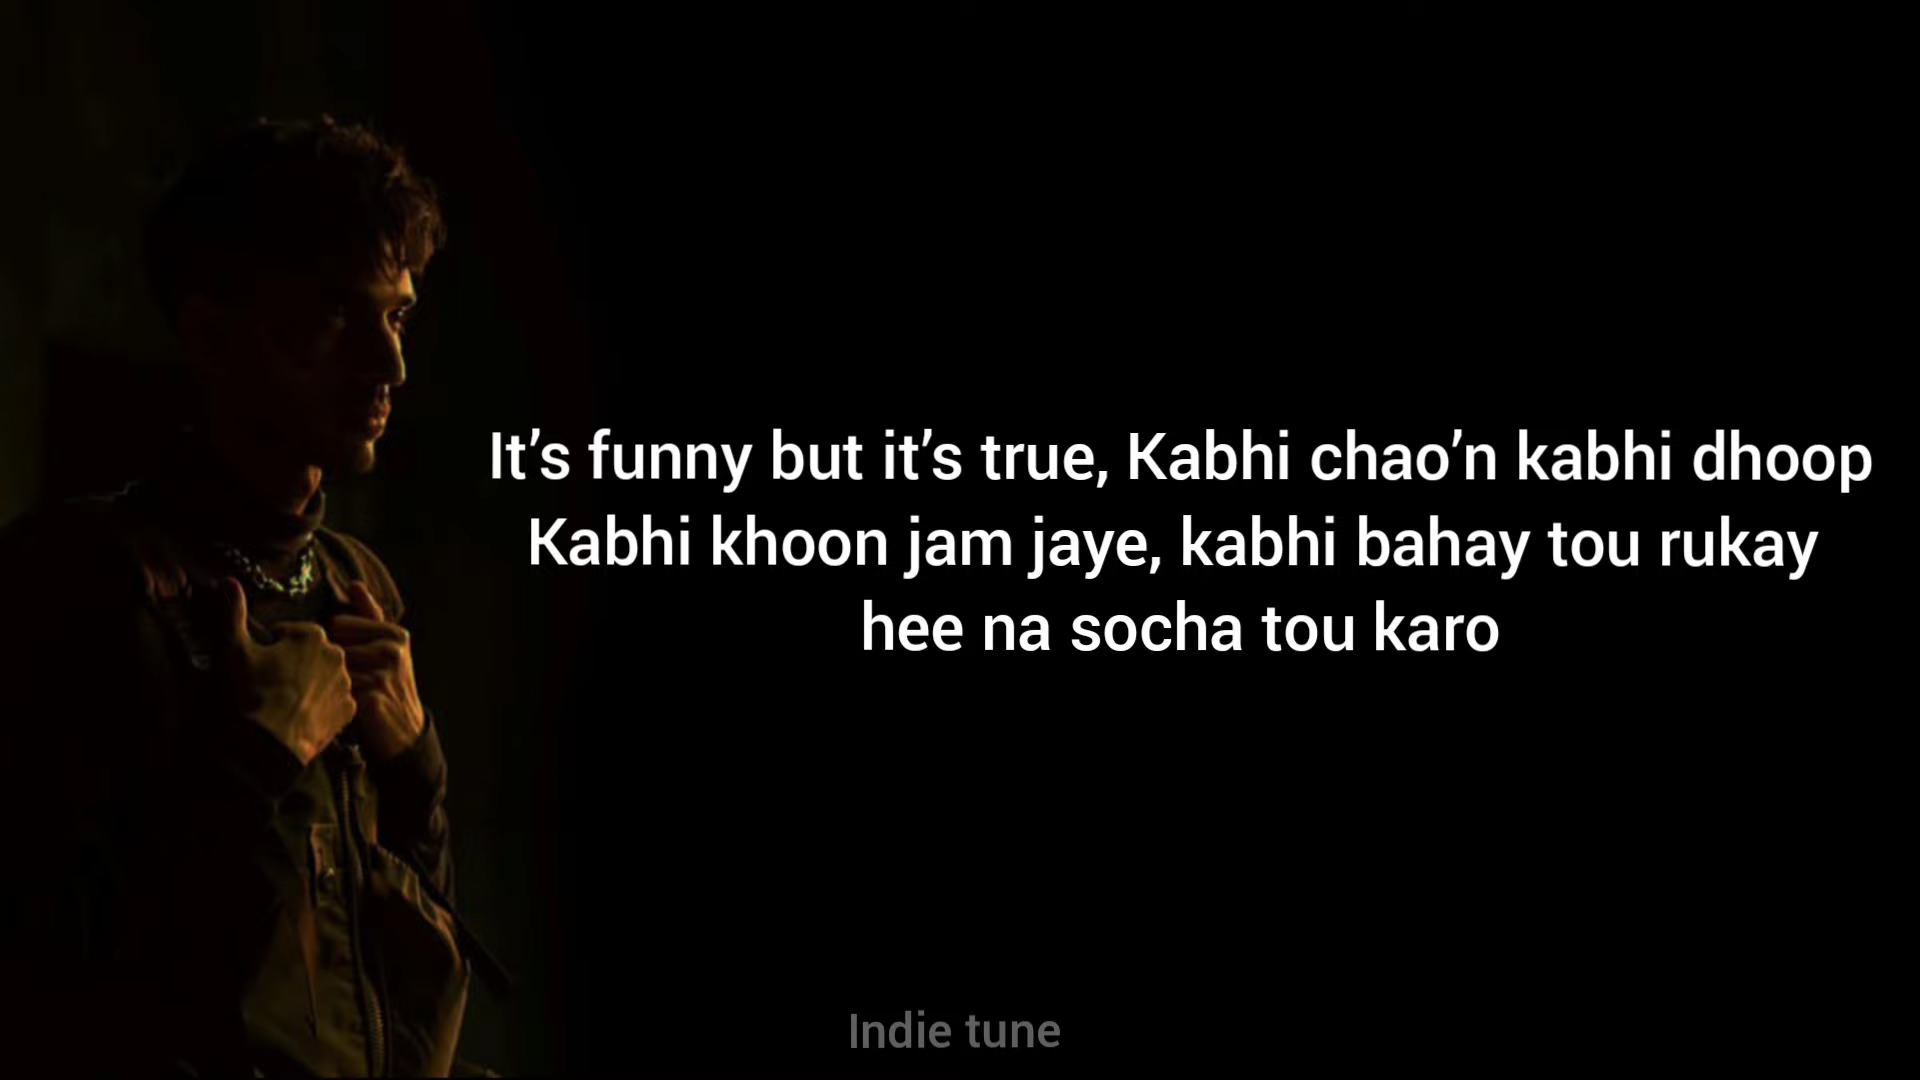 It’s funny but it’s true, Kabhi chao’n kabhi dhoop
Kabhi khoon jam jaye, kabhi bahay tou rukay
hee na socha tou karo
Indie tune